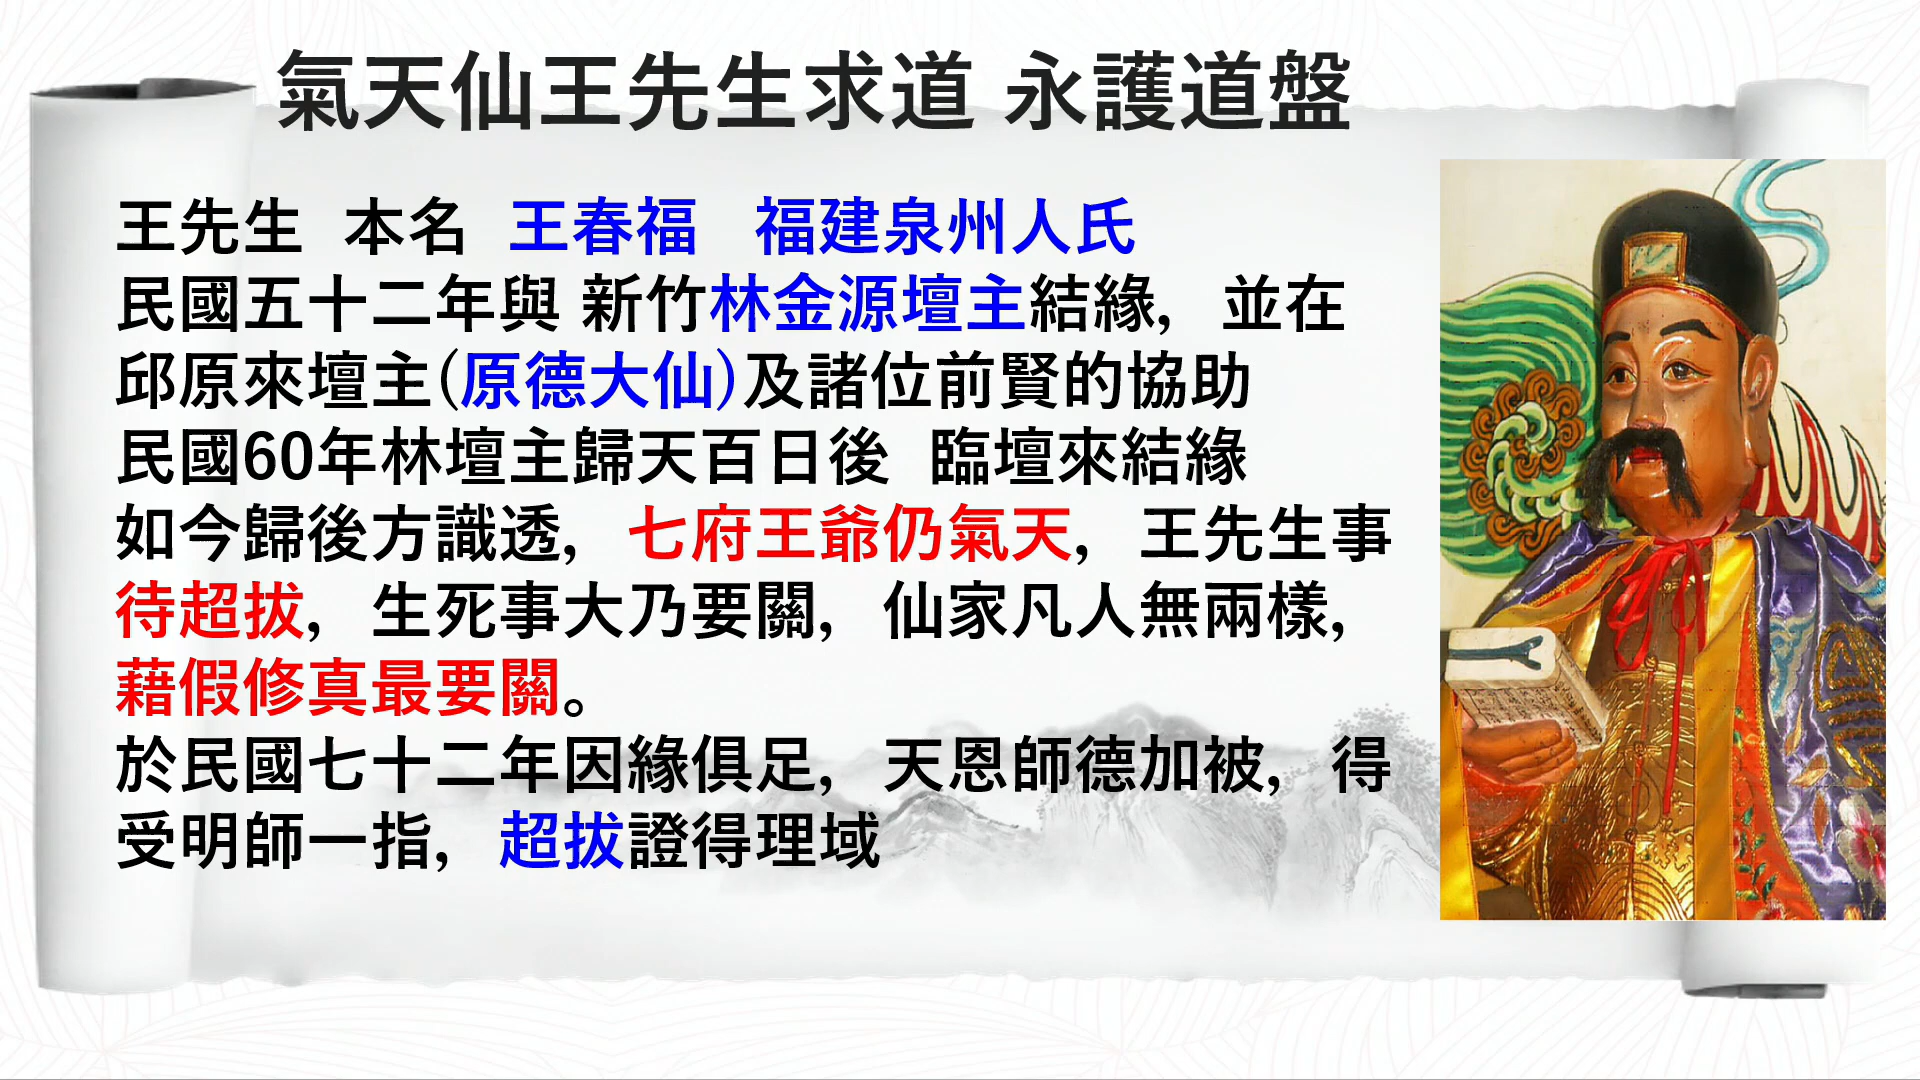 氣天仙王先生求道 永護道盤
王先生 本名 王春福 福建泉州人氏
民國五十二年與 新竹林金源壇主結緣, 並在
邱原來壇主(原德大仙)及諸位前賢的協助
民國60年林壇主歸天百日後 臨壇來結緣
如今歸後方識透, 七府王爺仍氣天, 王先生事
待超拔, 生死事大乃要關, 仙家凡人無兩樣,
藉假修真最要關。
於民國七十二年因緣俱足, 天恩師德加被, 得
受明師一指, 超拔證得理域